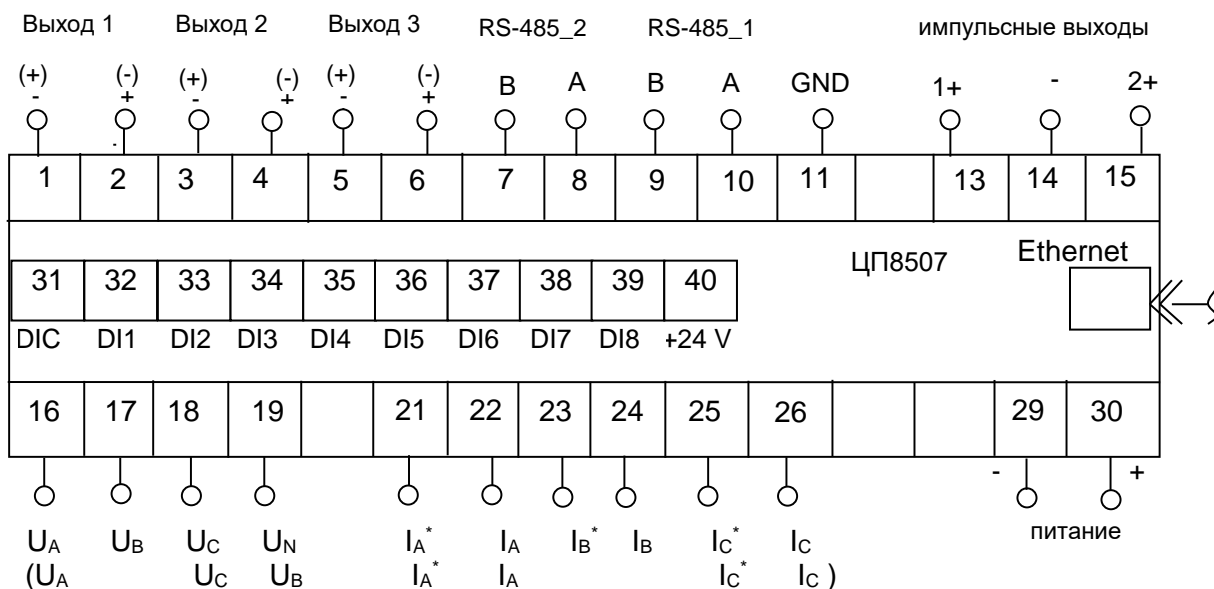 Выход 1 Выход 2 Выход 3 RS-485_2 RS-485_1 импульсные выходы
(+) (-) (+) (-) (+) (-) B A B A GND 1+ - 2+
- + - + - +
1 2 3 4 5 6 7 8 9 10 11 13 14 15
ЦП8507 Ethernet
31 32 33 34 35 36 37 38 39 40
DIC DI1 DI2 DI3 DI4 DI5 DI6 DI7 DI8 +24 V
16 17 18 19 21 22 23 24 25 26 29 30
- +
UA UB UC UN IA* IA IB* IB IC* IC питание
(UA UC UB IA* IA IC* IC )